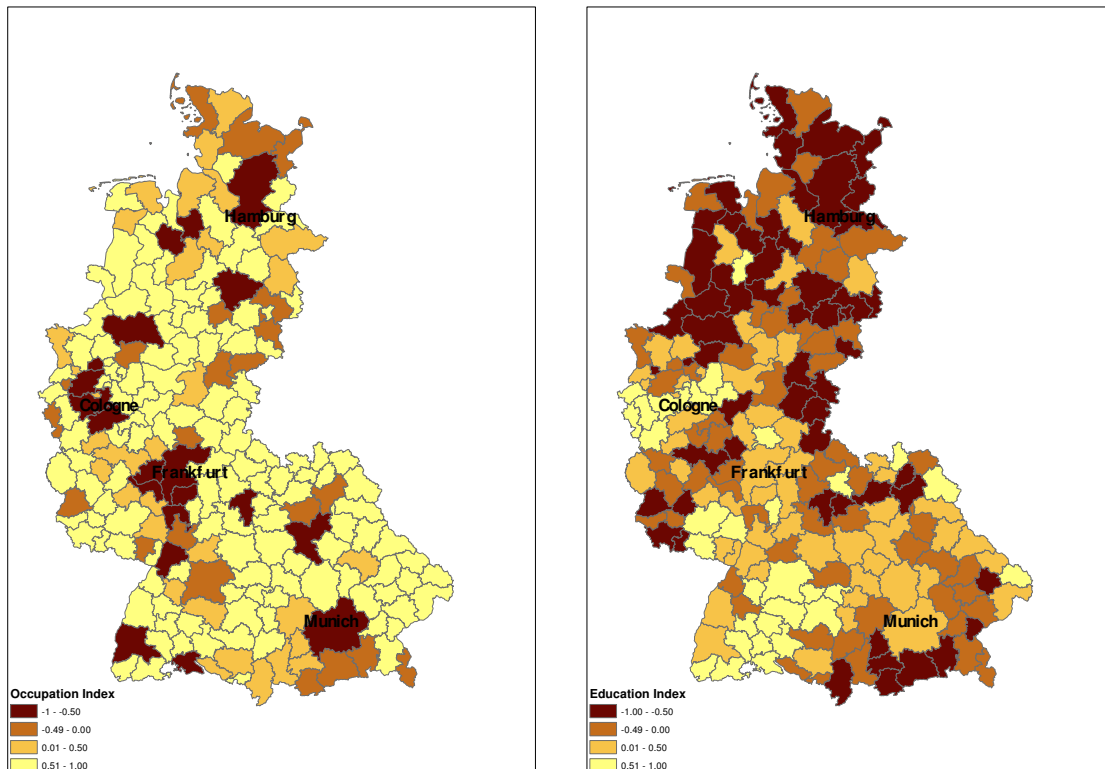 Hamburg
Cologne
Frankfurt
Munich
Occupation Index
-1 - -0.50
-0.49 - 0.00
0.01 - 0.50
0.51 - 1.00
Hamburg
Cologne
Frankfurt
Munich
Education Index
-1.00 - -0.50
-0.49 - 0.00
0.01 - 0.50
0.51 - 1.00